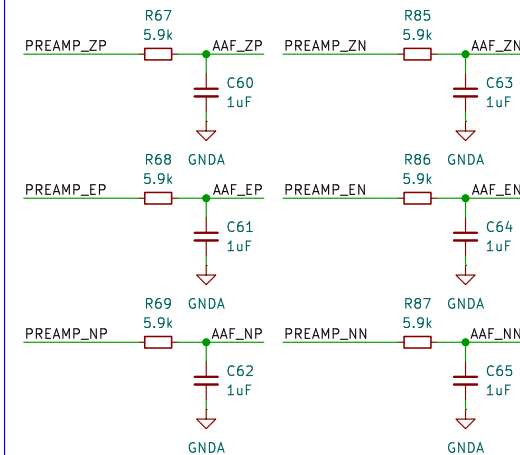 R67
5.9k
PREAMP_ZP
AAF_ZP
C60
1uF
GNDA
R85
5.9k
PREAMP_ZN
AAF_ZN
C63
1uF
GNDA
R68
5.9k
PREAMP_EP
AAF_EP
C61
1uF
GNDA
R86
5.9k
PREAMP_EN
AAF_EN
C64
1uF
GNDA
R69
5.9k
PREAMP_NP
AAF_NP
C62
1uF
GNDA
R87
5.9k
PREAMP_NN
AAF_NN
C65
1uF
GNDA